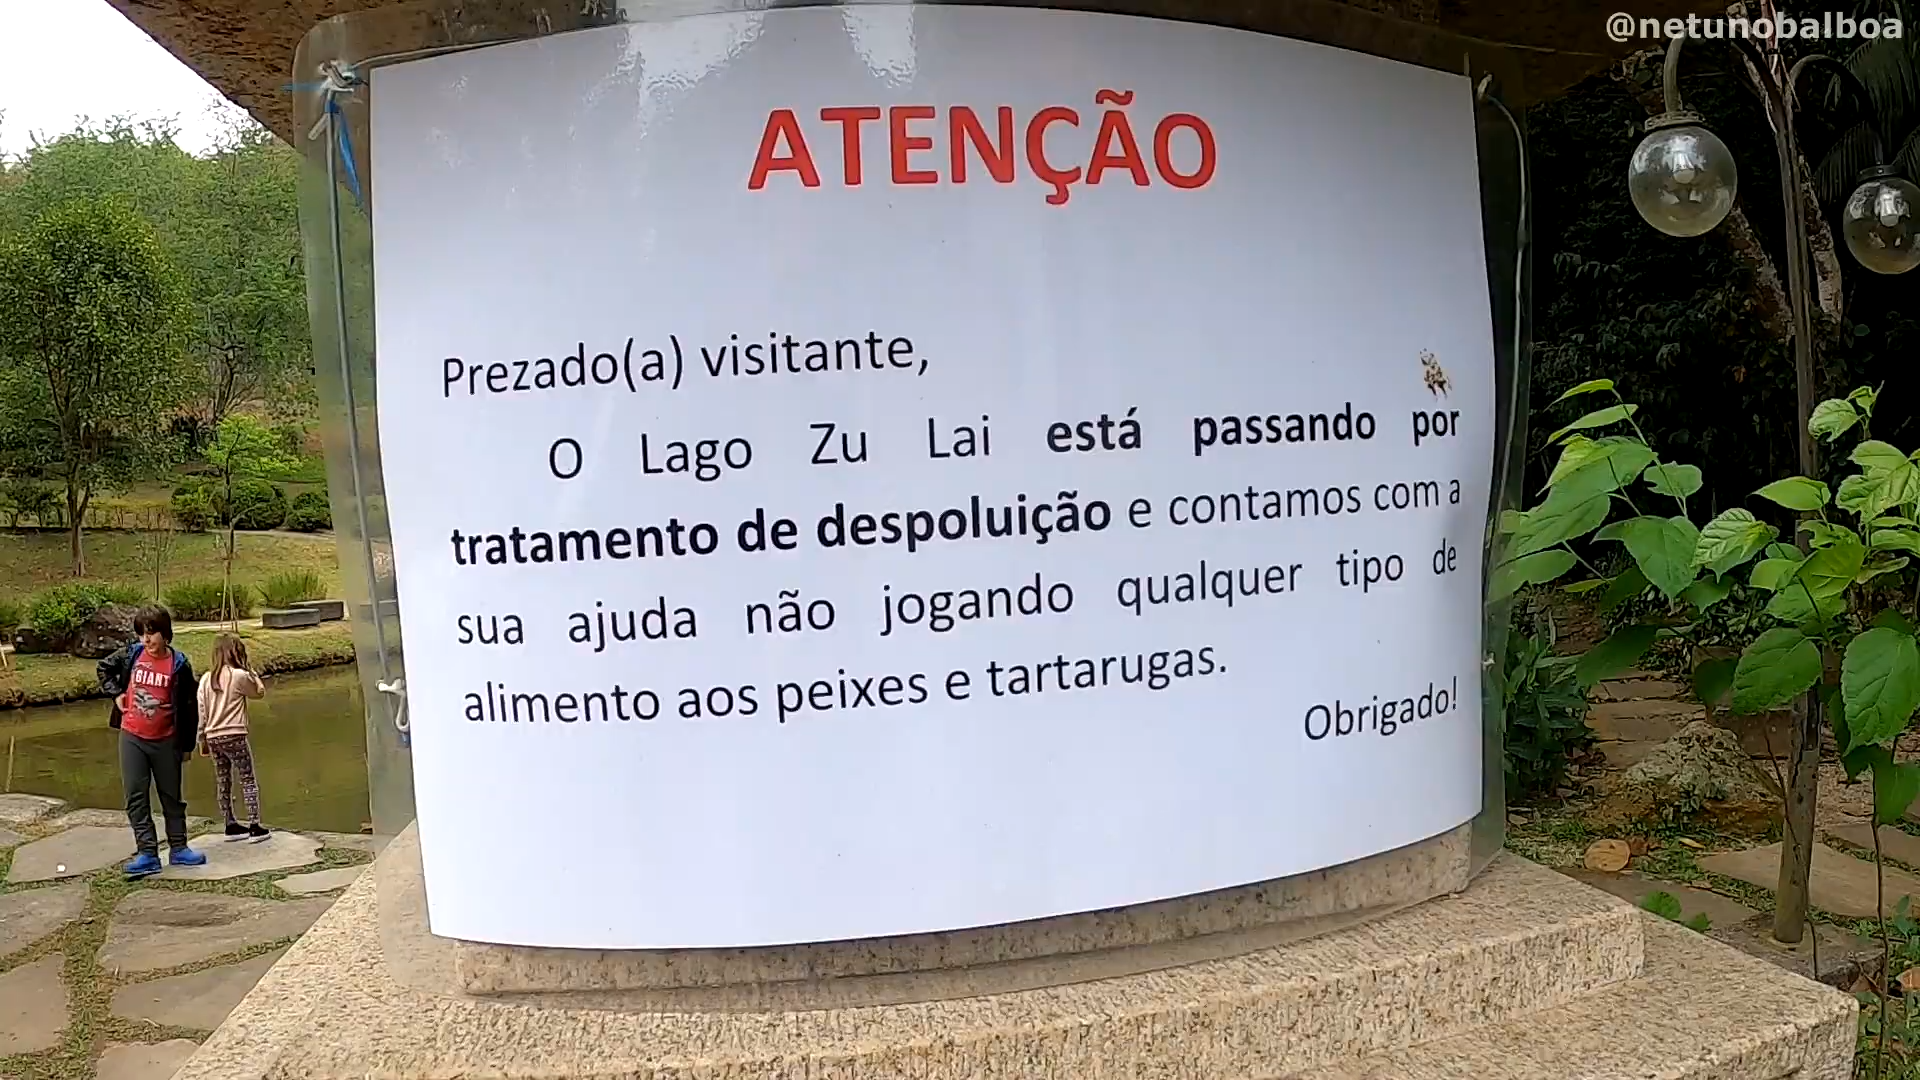 @netunobalboa
ATENÇÃO
Prezado(a) visitante,
O Lago Zu Lai está passando por
tratamento de despoluição e contamos com a
sua ajuda não jogando qualquer tipo de
alimento aos peixes e tartarugas.
Obrigado!
GIANT